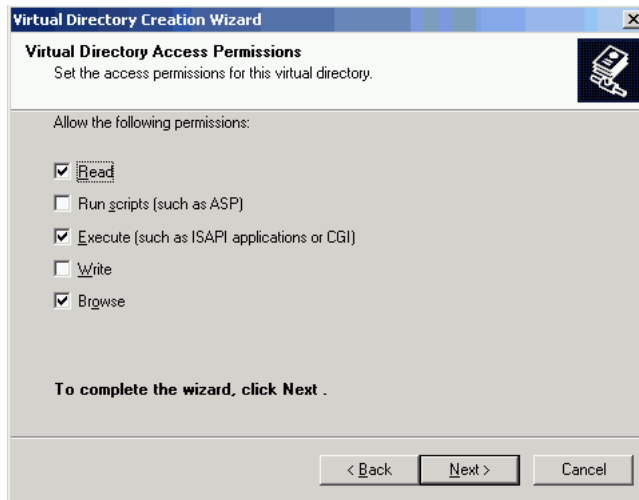 Virtual Directory Creation Wizard
Virtual Directory Access Permissions
Set the access permissions for this virtual directory.
Allow the following permissions:
Read
Run scripts (such as ASP)
Execute (such as ISAPI applications or CGI)
Write
Browse
To complete the wizard, click Next .
< Back Next > Cancel